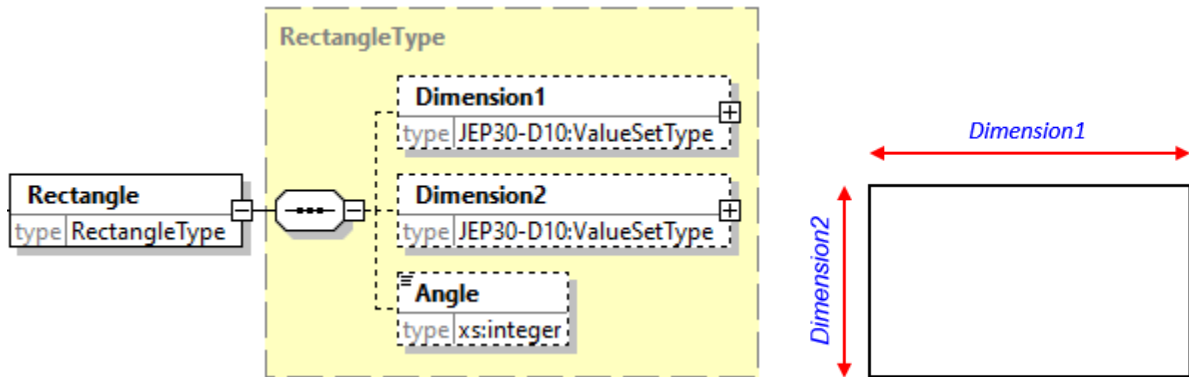 RectangleType
Dimension1
type JEP30-D10:ValueSetType
Rectangle
type RectangleType
Dimension2
type JEP30-D10:ValueSetType
Angle
type xs:integer
Dimension1
Dimension2